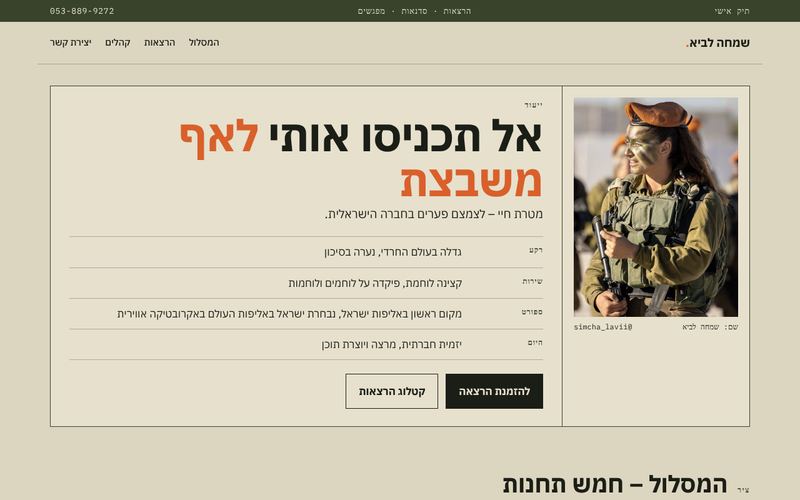 תיק אישי
הרצאות · סדנאות · מפגשים
053-889-9272
שמחה לביא.
המסלול הרצאות קהלים יצירת קשר
שם: שמחה לביא
@simcha_lavii
ייעוד
אל תכניסו אותי לאף
משבצת
מטרת חיי – לצמצם פערים בחברה הישראלית.
רקע גדלה בעולם החרדי, נערה בסיכון
שירות קצינה לוחמת, פיקדה על לוחמים ולוחמות
ספורט מקום ראשון באליפות ישראל, נבחרת ישראל באליפות העולם באקרובטיקה אווירית
היום יזמית חברתית, מרצה ויוצרת תוכן
להזמנת הרצאה קטלוג הרצאות
ציר המסלול – חמש תחנות